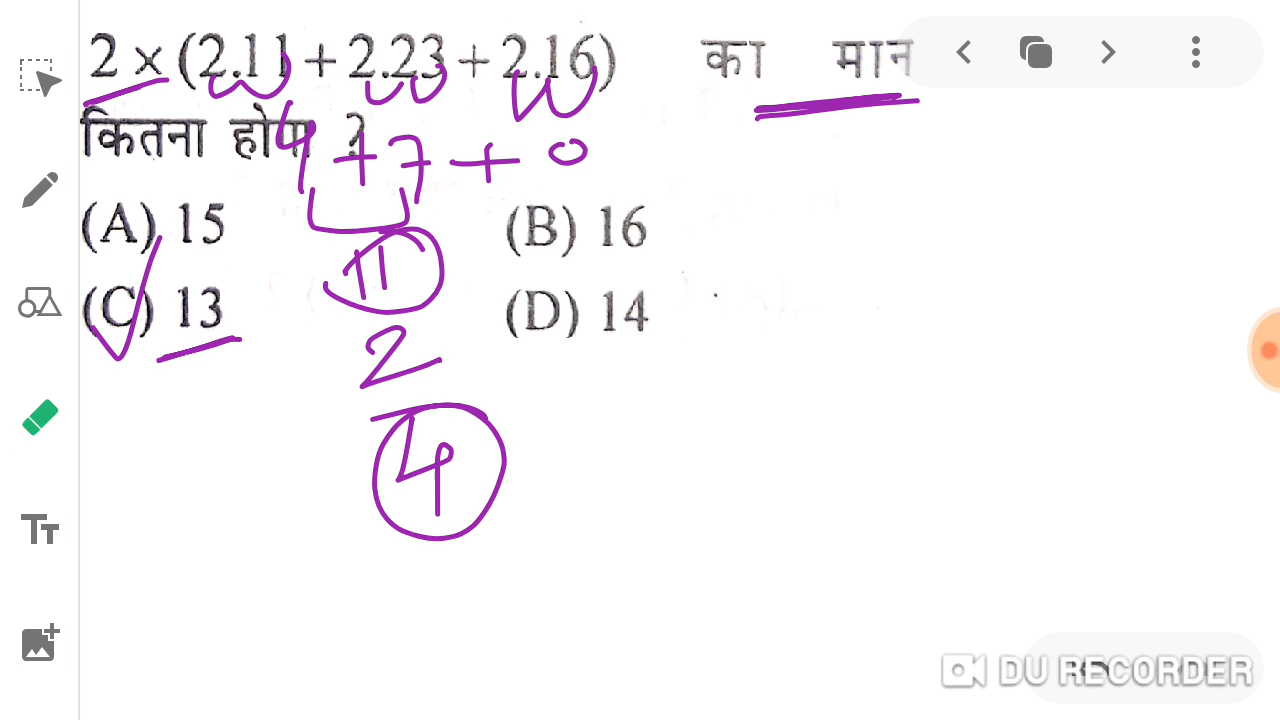 2 × (2.11 + 2.23 + 2.16) का मान
कितना होगा ?
4 + 7 + 0
(A) 15 (B) 16
11
(C) 13 (D) 14
2
4
TT
DU RECORDER